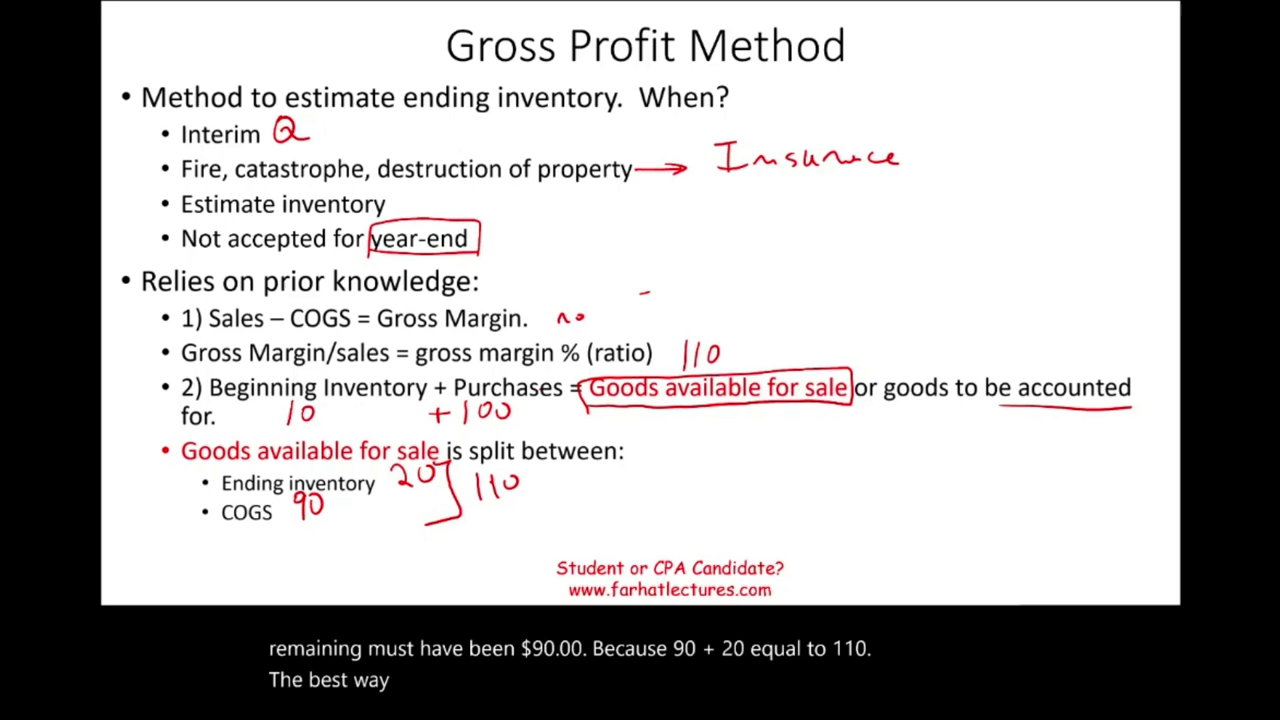 Gross Profit Method
• Method to estimate ending inventory. When?
• Interim Q
• Fire, catastrophe, destruction of property → Insurance
• Estimate inventory
• Not accepted for year-end
• Relies on prior knowledge:
• 1) Sales – COGS = Gross Margin.
• Gross Margin/sales = gross margin % (ratio) 110
• 2) Beginning Inventory + Purchases = Goods available for sale or goods to be accounted
for. 10 +100
• Goods available for sale is split between:
• Ending inventory 20 110
• COGS 90
Student or CPA Candidate?
www.farhatlectures.com
remaining must have been $90.00. Because 90 + 20 equal to 110.
The best way